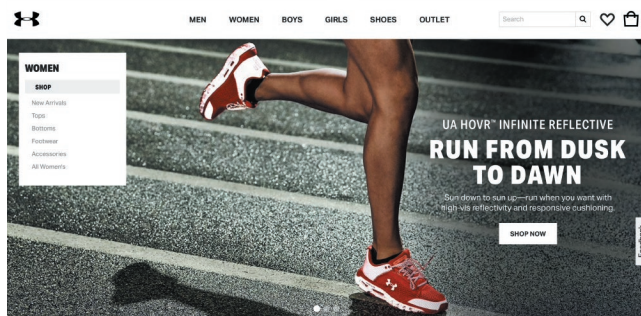 MEN WOMEN BOYS GIRLS SHOES OUTLET Search
WOMEN
SHOP
New Arrivals
Tops
Bottoms
Footwear
Accessories
All Women's
UA HOVR™ INFINITE REFLECTIVE
RUN FROM DUSK
TO DAWN
Sun down to sun up—run when you want with
high-vis reflectivity and responsive cushioning.
SHOP NOW